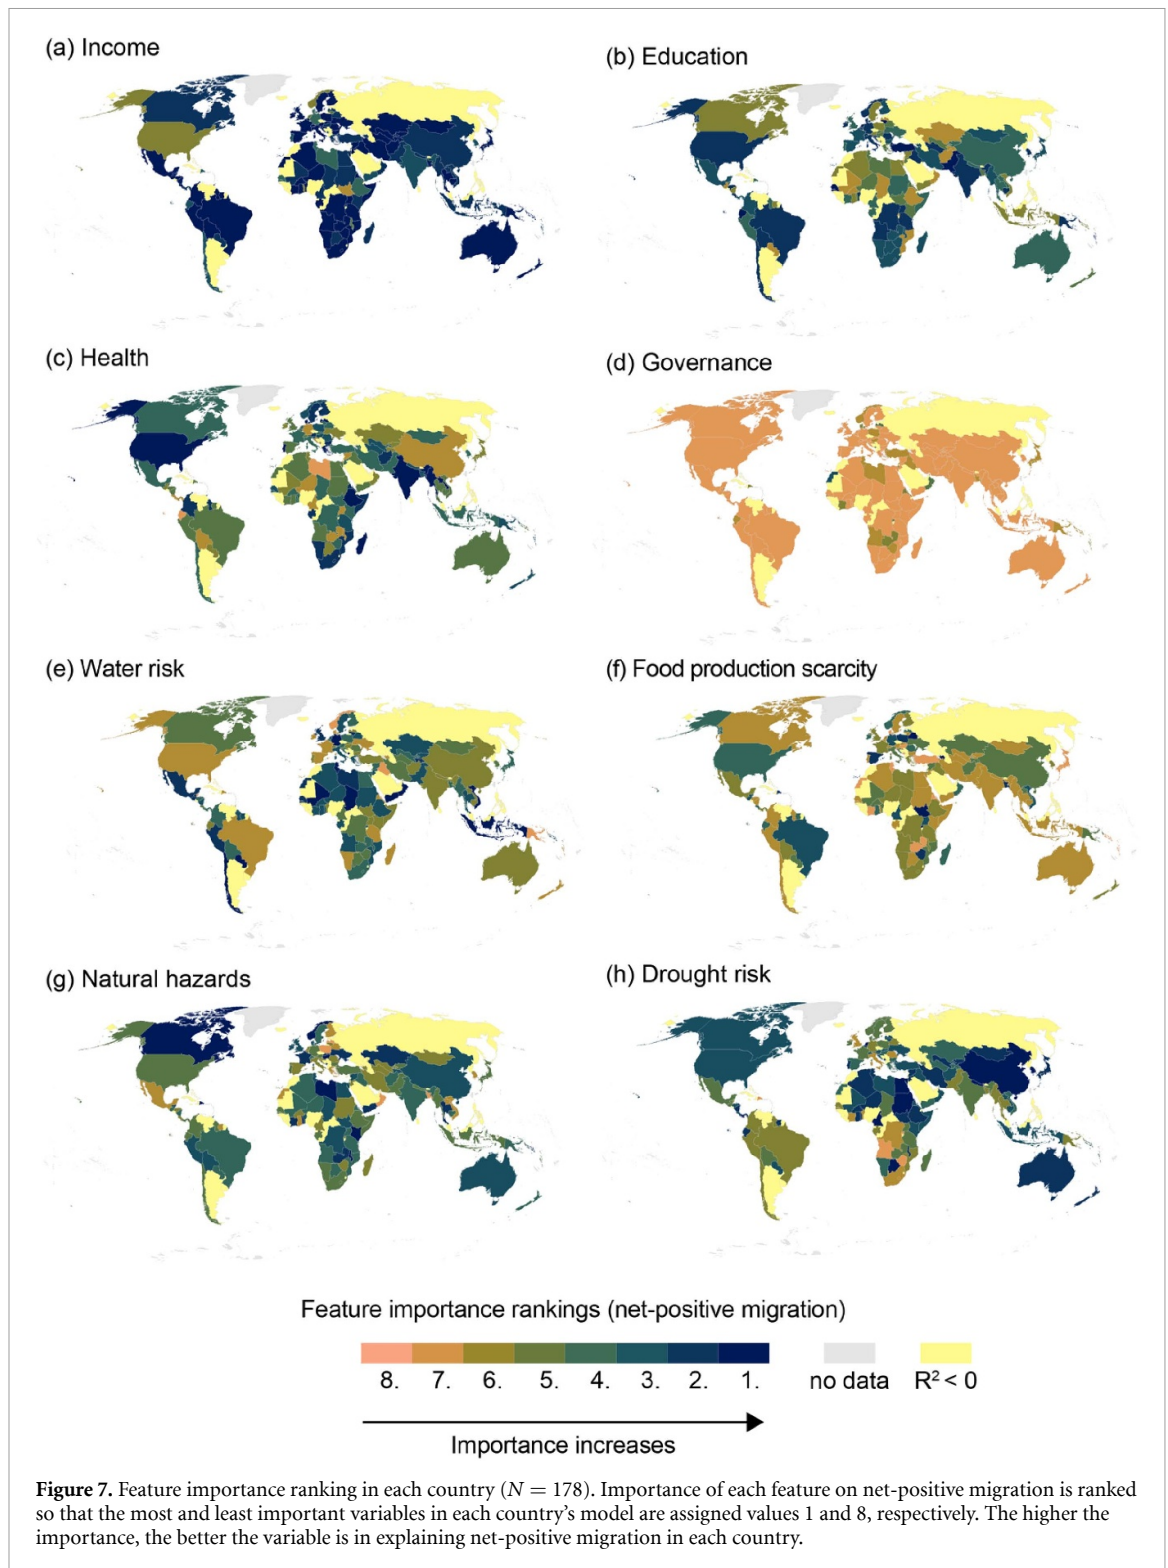 (a) Income
(b) Education
(c) Health
(d) Governance
(e) Water risk
(f) Food production scarcity
(g) Natural hazards
(h) Drought risk
Feature importance rankings (net-positive migration)
8. 7. 6. 5. 4. 3. 2. 1. no data R² < 0
Importance increases
Figure 7. Feature importance ranking in each country (N = 178). Importance of each feature on net-positive migration is ranked
so that the most and least important variables in each country’s model are assigned values 1 and 8, respectively. The higher the
importance, the better the variable is in explaining net-positive migration in each country.